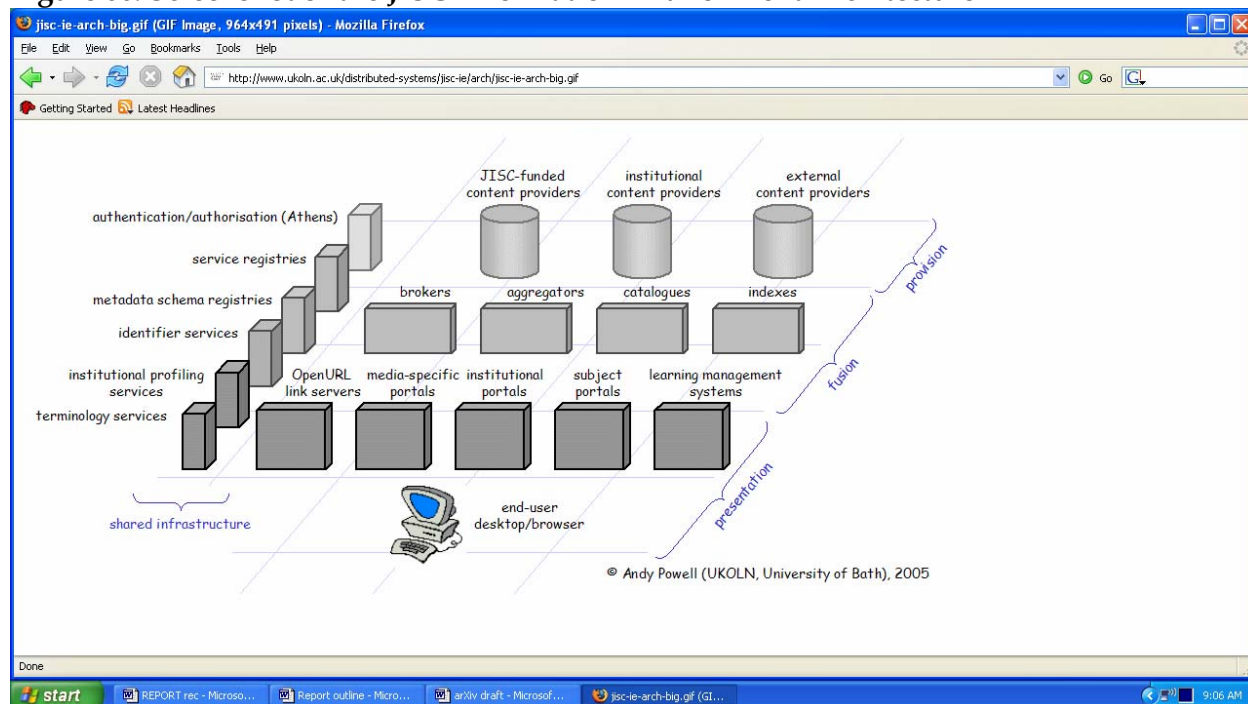 jisc-ie-arch-big.gif (GIF Image, 964x491 pixels) - Mozilla Firefox
File Edit View Go Bookmarks Tools Help
http://www.ukoln.ac.uk/distributed-systems/jisc-ie/arch/jisc-ie-arch-big.gif
Go
G
Getting Started Latest Headlines
JISC-funded
content providers
institutional
content providers
external
content providers
authentication/authorisation (Athens)
service registries
metadata schema registries
identifier services
institutional profiling
services
terminology services
brokers
aggregators
catalogues
indexes
OpenURL
link servers
media-specific
portals
institutional
portals
subject
portals
learning management
systems
provision
fusion
presentation
shared infrastructure
end-user
desktop/browser
© Andy Powell (UKOLN, University of Bath), 2005
Done
start
REPORT rec - Microso...
Report outline - Micro...
arXiv draft - Microsof...
jisc-ie-arch-big.gif (GI...
9:06 AM